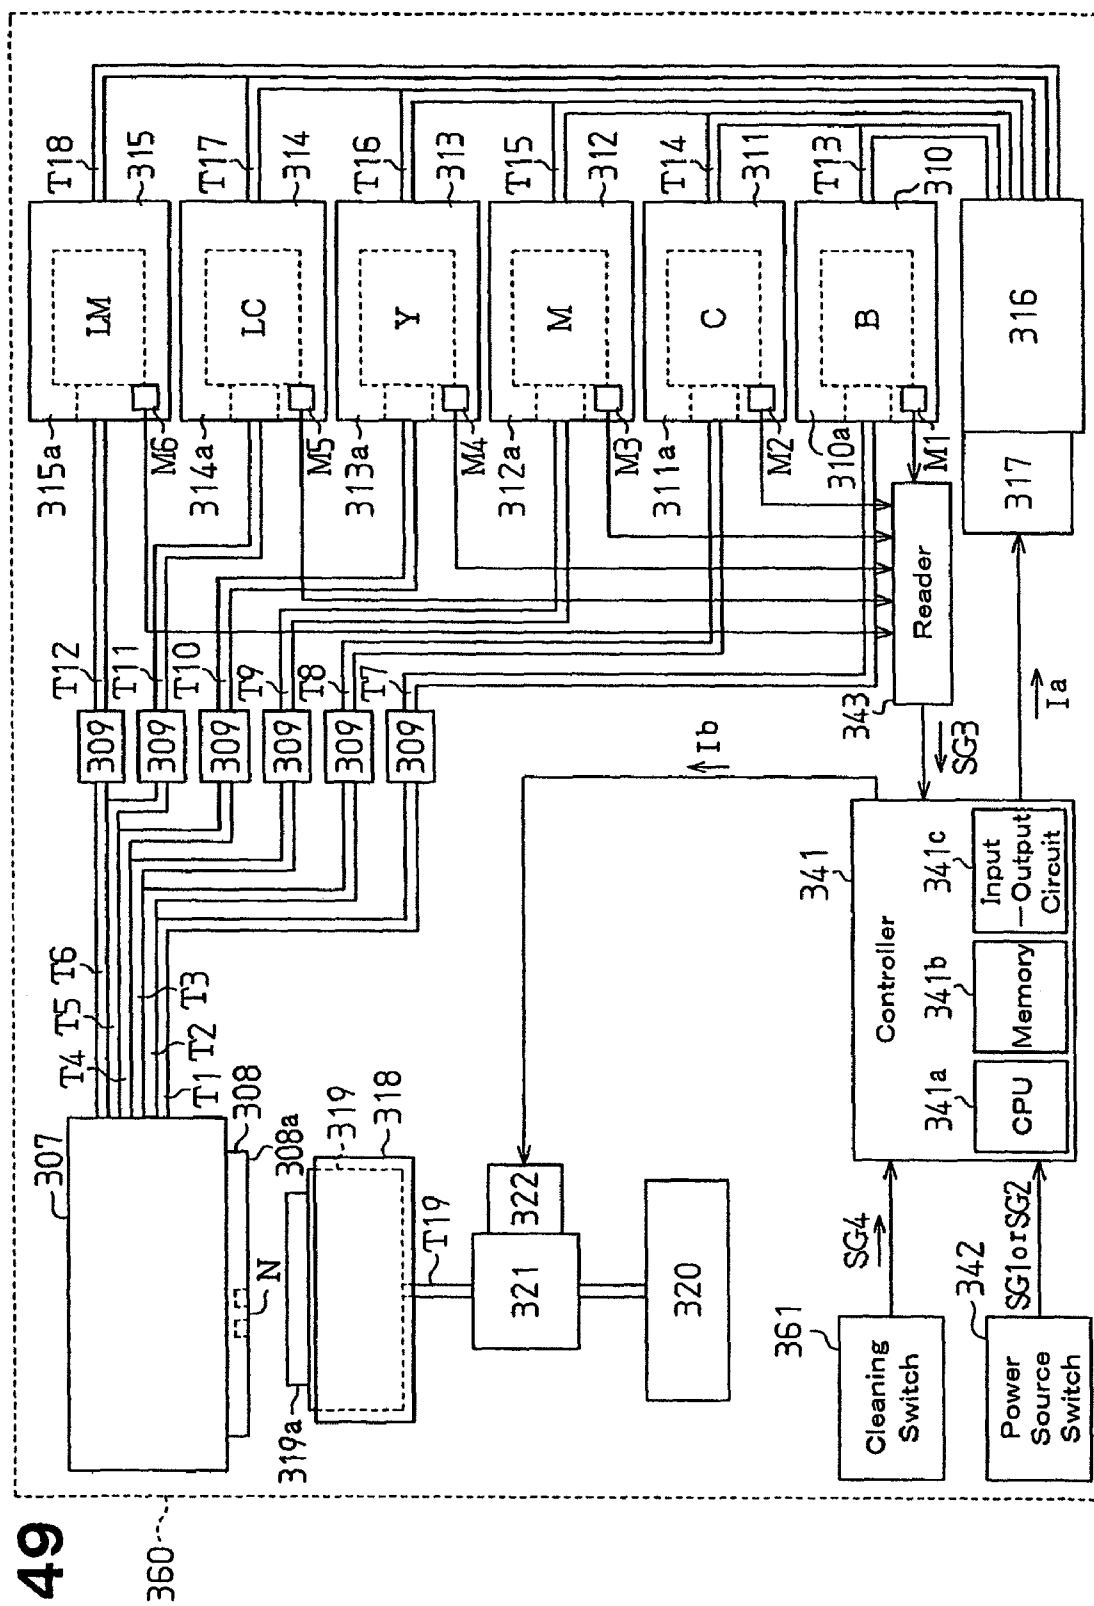 49
360
307
T6
T5
T4
T3
T2
T1
308
308a
N
319
318
319a
T19
322
321
320
T12
T11
T10
T9
T8
T7
309
309
309
309
309
309
T18
T17
T16
T15
T14
T13
315
314
313
312
311
310
LM
LC
Y
M
C
B
315a
314a
313a
312a
311a
310a
M6
M5
M4
M3
M2
M1
316
317
Reader
343
SG3
Ia
Ib
341
Controller
341a
CPU
341b
Memory
341c
Input
–Output
Circuit
SG4
SG1orSG2
361
Cleaning
Switch
342
Power
Source
Switch